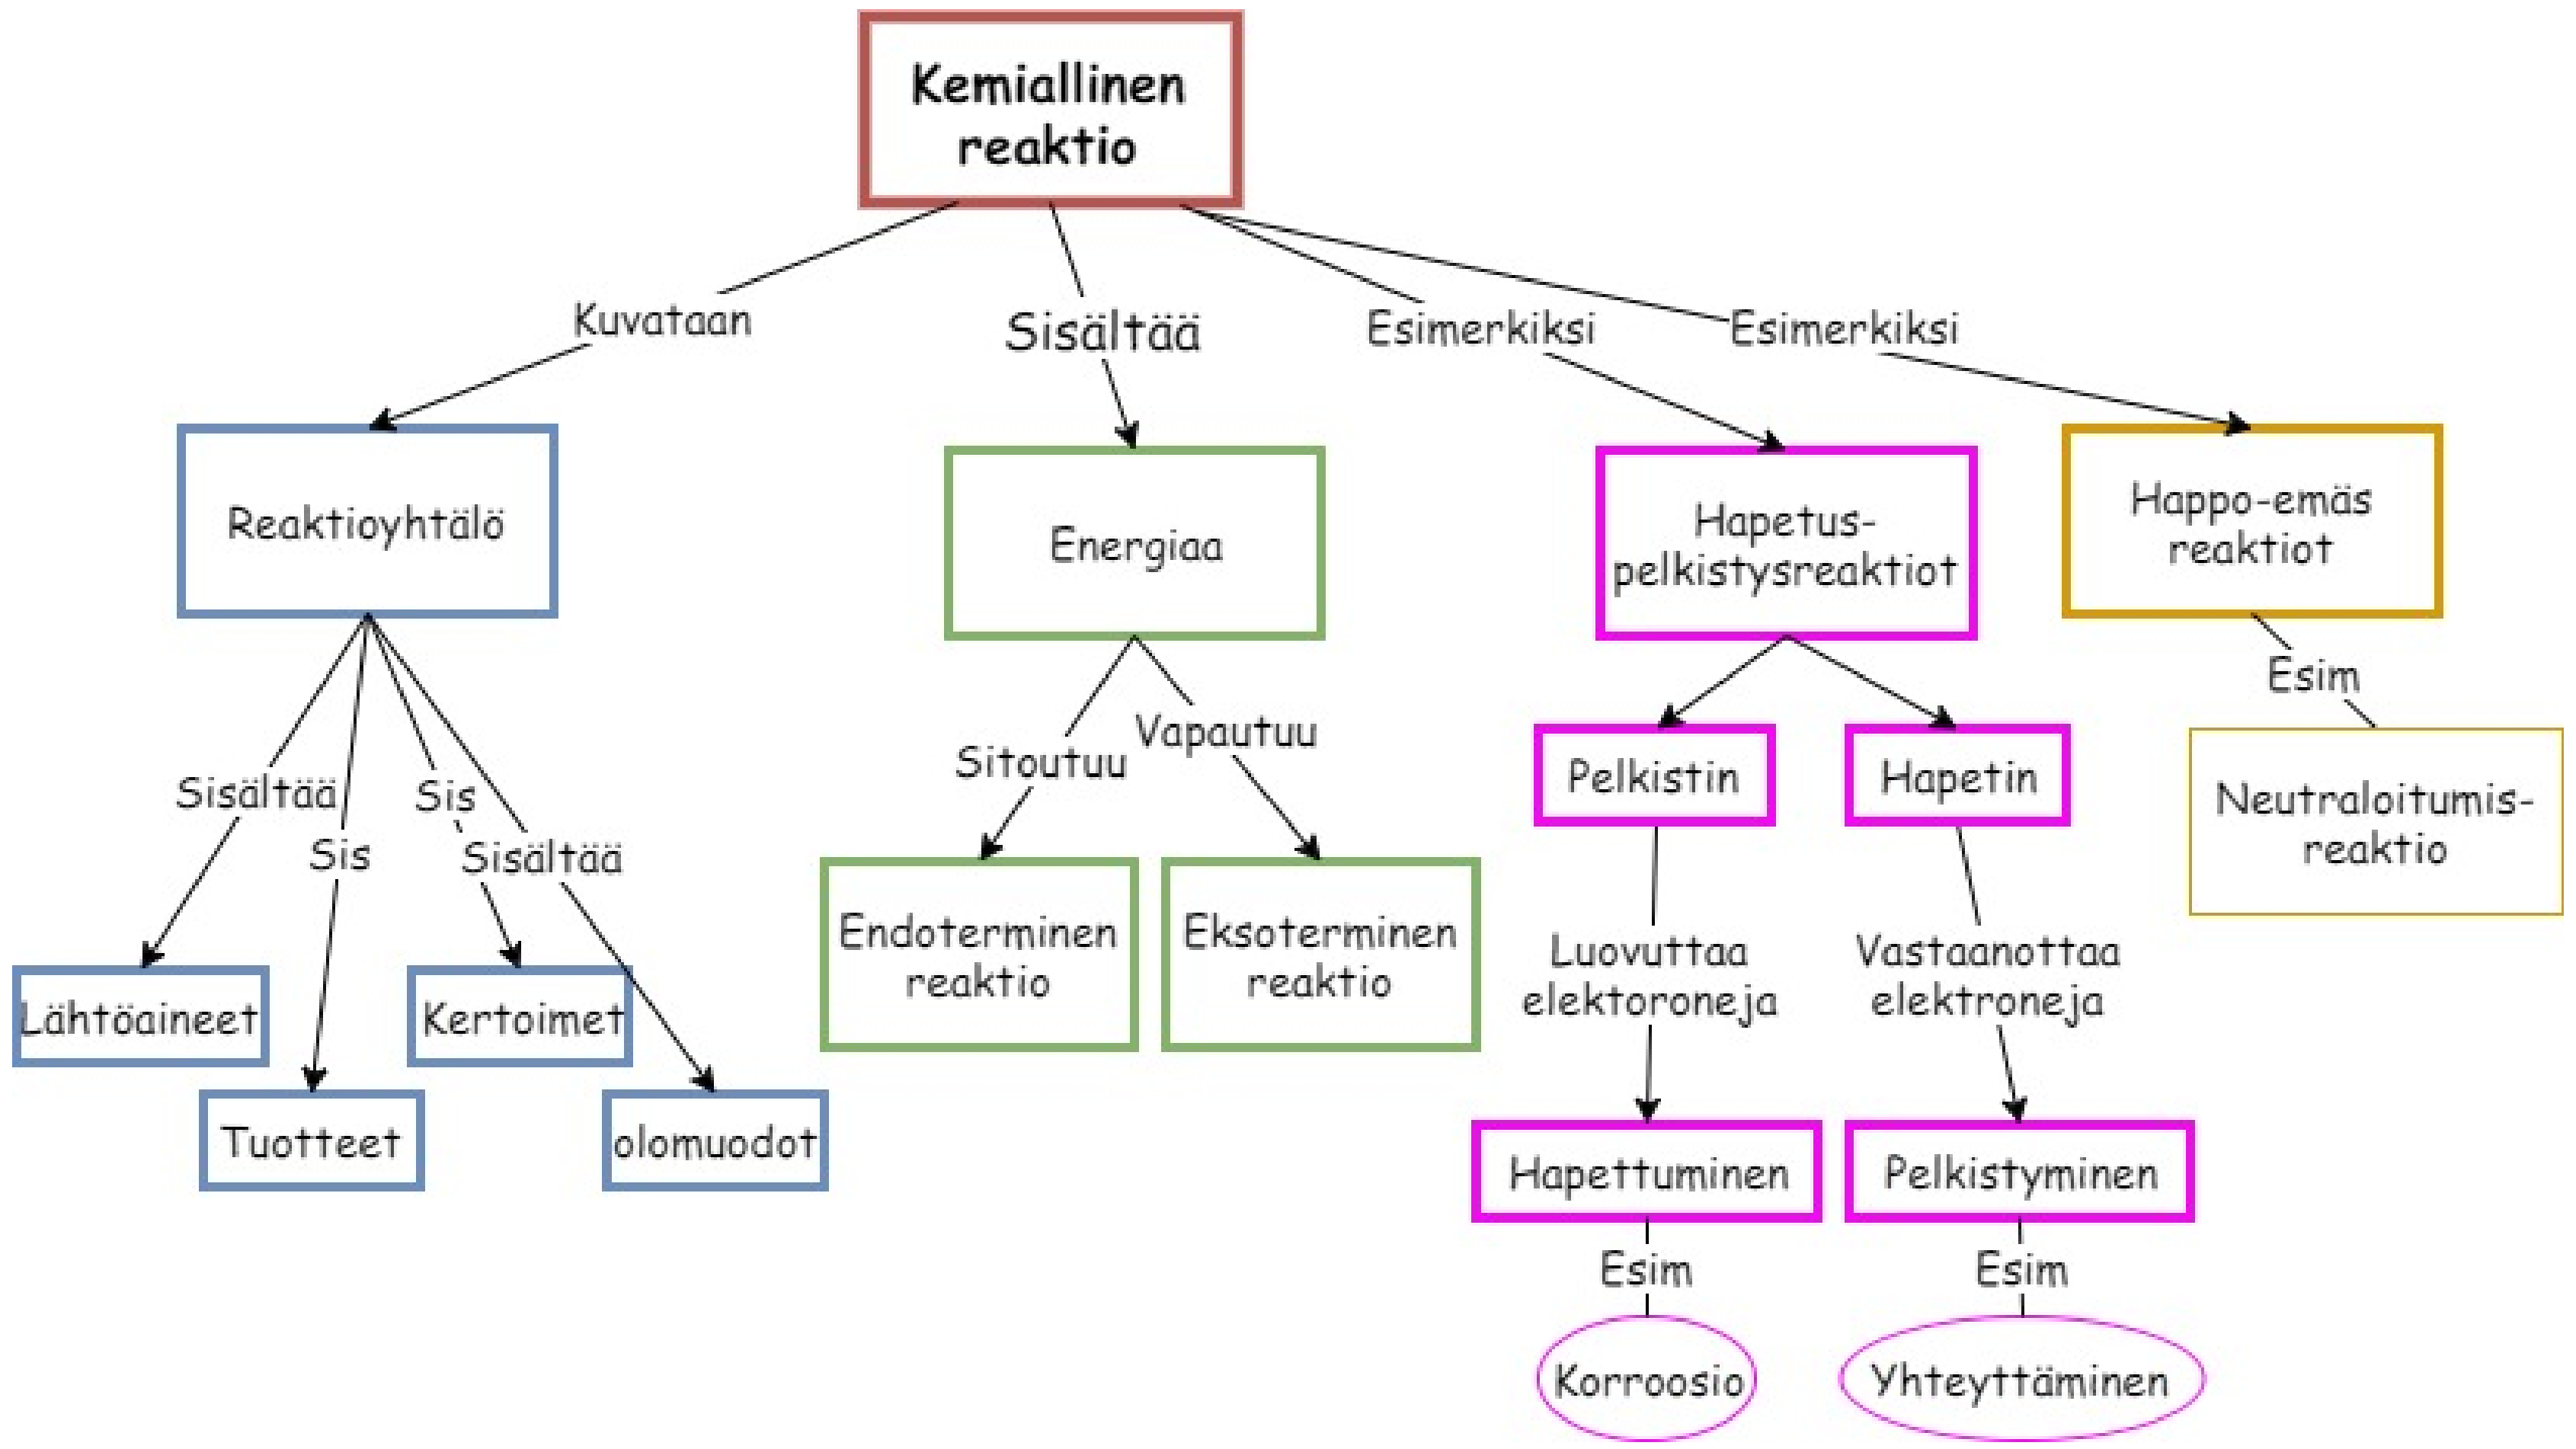 Kemiallinen
reaktio
Kuvataan
Sisältää
Esimerkiksi
Esimerkiksi
Reaktioyhtälö
Energiaa
Hapetus-
pelkistysreaktiot
Happo-emäs
reaktiot
Sisältää
Sis
Sis
Sisältää
Sitoutuu
Vapautuu
Pelkistin
Hapetin
Esim
Neutraloitumis-
reaktio
Lähtöaineet
Tuotteet
Kertoimet
olomuodot
Endoterminen
reaktio
Eksoterminen
reaktio
Luovuttaa
elektoroneja
Vastaanottaa
elektroneja
Hapettuminen
Pelkistyminen
Esim
Esim
Korroosio
Yhteyttäminen